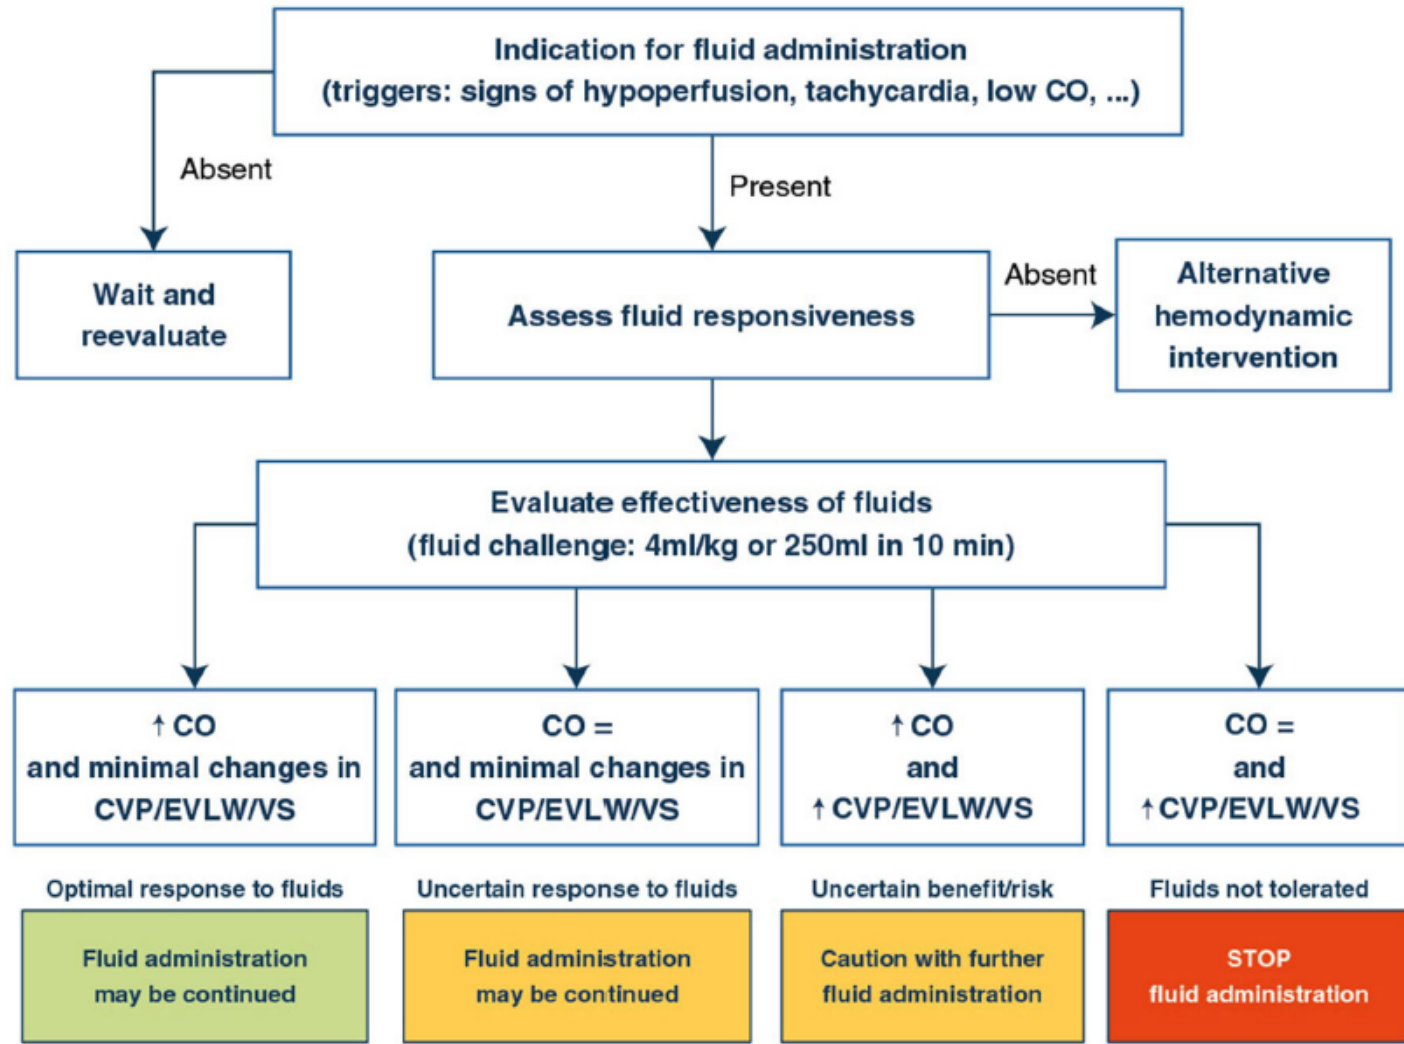 Indication for fluid administration
(triggers: signs of hypoperfusion, tachycardia, low CO, ...)
Absent
Present
Wait and
reevaluate
Assess fluid responsiveness
Absent
Alternative
hemodynamic
intervention
Evaluate effectiveness of fluids
(fluid challenge: 4ml/kg or 250ml in 10 min)
↑ CO
and minimal changes in
CVP/EVLW/VS
CO =
and minimal changes in
CVP/EVLW/VS
↑ CO
and
↑ CVP/EVLW/VS
CO =
and
↑ CVP/EVLW/VS
Optimal response to fluids
Fluid administration
may be continued
Uncertain response to fluids
Fluid administration
may be continued
Uncertain benefit/risk
Caution with further
fluid administration
Fluids not tolerated
STOP
fluid administration